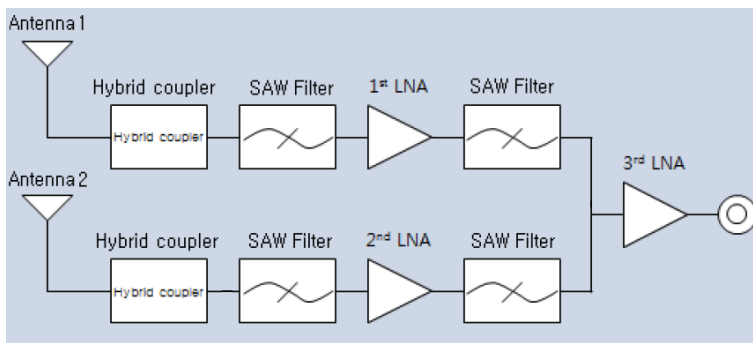 Antenna 1
Hybrid coupler SAW Filter 1st LNA SAW Filter
Hybrid coupler
3rd LNA
Antenna 2
Hybrid coupler SAW Filter 2nd LNA SAW Filter
Hybrid coupler